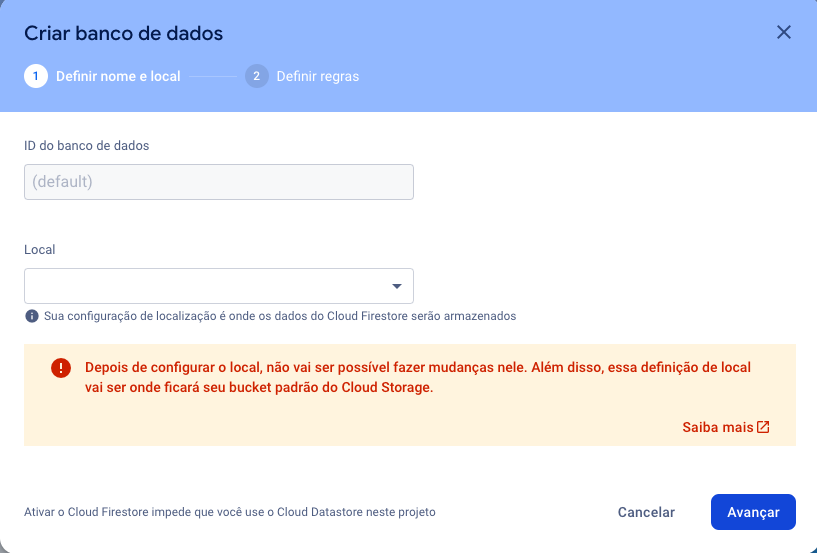 Criar banco de dados
1 Definir nome e local 2 Definir regras
ID do banco de dados
(default)
Local
Sua configuração de localização é onde os dados do Cloud Firestore serão armazenados
Depois de configurar o local, não vai ser possível fazer mudanças nele. Além disso, essa definição de local
vai ser onde ficará seu bucket padrão do Cloud Storage.
Saiba mais
Ativar o Cloud Firestore impede que você use o Cloud Datastore neste projeto
Cancelar
Avançar